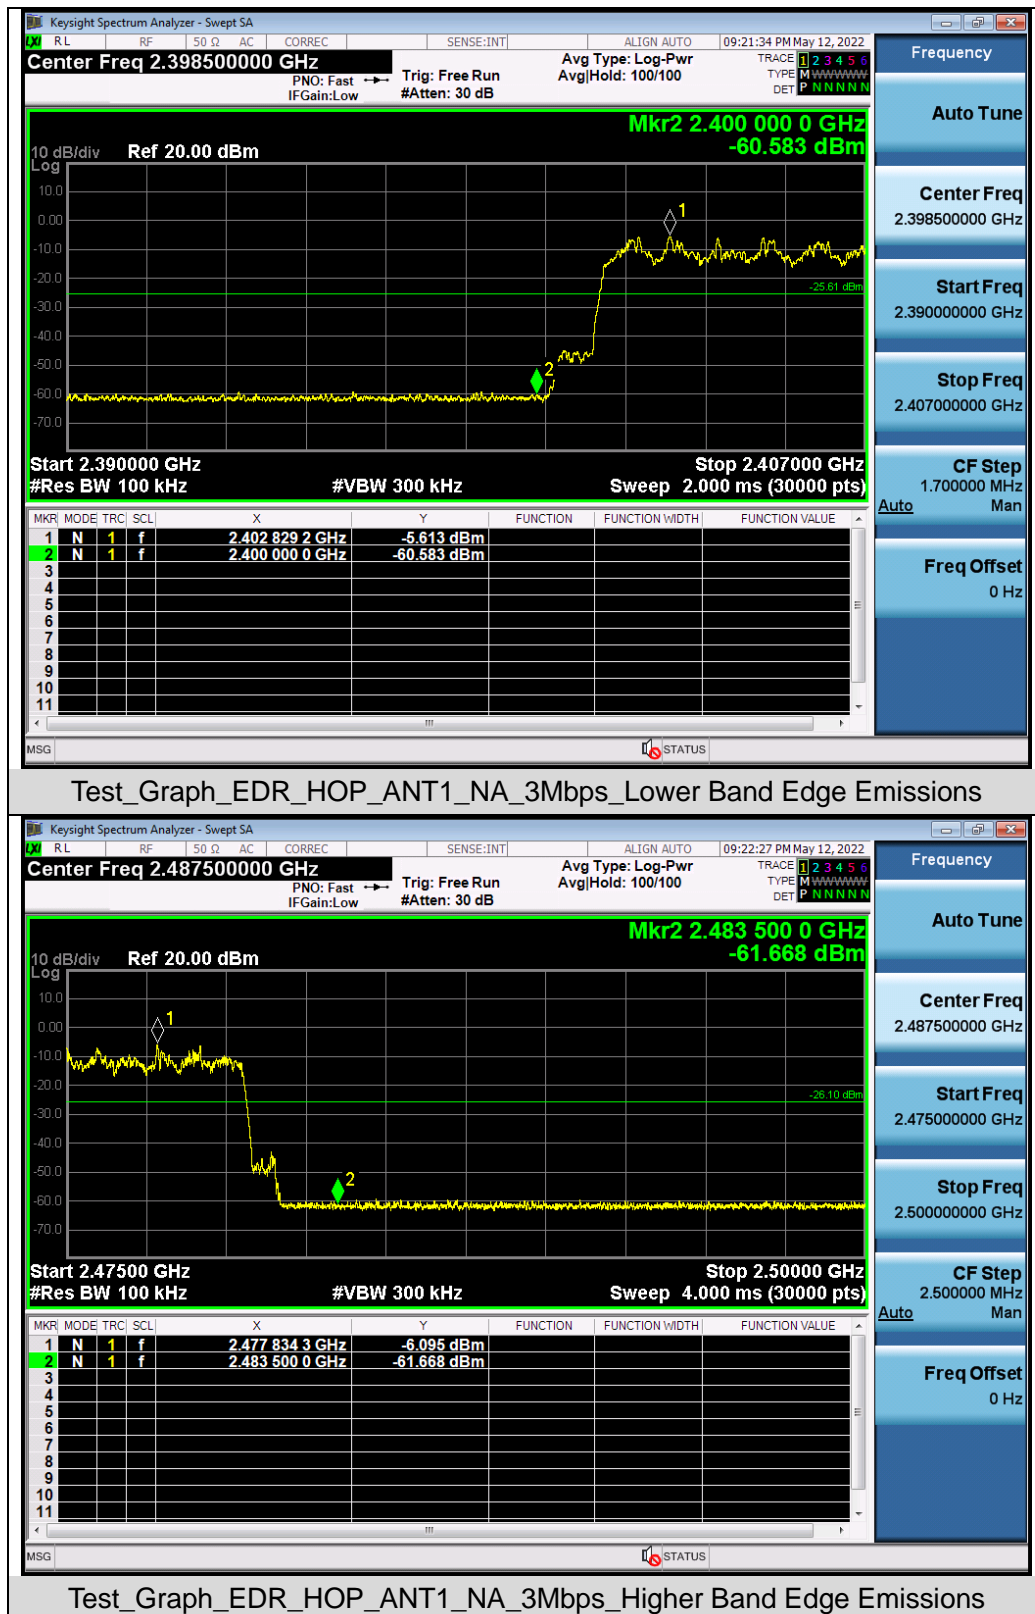 Keysight Spectrum Analyzer - Swept SA
LXI RL RF 50 Ω AC CORREC SENSE:INT ALIGN AUTO 09:21:34 PM May 12, 2022
Center Freq 2.398500000 GHz
PNO: Fast
IFGain:Low
Trig: Free Run
#Atten: 30 dB
Avg Type: Log-Pwr
Avg|Hold: 100/100
TRACE 1 2 3 4 5 6
TYPE M WWWWW
DET P N N N N N
Mkr2 2.400 000 0 GHz
-60.583 dBm
10 dB/div Ref 20.00 dBm
Log
10.0
0.00
-10.0
-20.0
-30.0
-40.0
-50.0
-60.0
-70.0
1
2
-25.61 dBm
Start 2.390000 GHz Stop 2.407000 GHz
#Res BW 100 kHz #VBW 300 kHz Sweep 2.000 ms (30000 pts)
MKR MODE TRC SCL X Y FUNCTION FUNCTION WIDTH FUNCTION VALUE
1 N 1 f 2.402 829 2 GHz -5.613 dBm
2 N 1 f 2.400 000 0 GHz -60.583 dBm
3
4
5
6
7
8
9
10
11
MSG STATUS
Frequency
Auto Tune
Center Freq
2.398500000 GHz
Start Freq
2.390000000 GHz
Stop Freq
2.407000000 GHz
CF Step
1.700000 MHz
Auto Man
Freq Offset
0 Hz
Test_Graph_EDR_HOP_ANT1_NA_3Mbps_Lower Band Edge Emissions
Keysight Spectrum Analyzer - Swept SA
LXI RL RF 50 Ω AC CORREC SENSE:INT ALIGN AUTO 09:22:27 PM May 12, 2022
Center Freq 2.487500000 GHz
PNO: Fast
IFGain:Low
Trig: Free Run
#Atten: 30 dB
Avg Type: Log-Pwr
Avg|Hold: 100/100
TRACE 1 2 3 4 5 6
TYPE M WWWWW
DET P N N N N N
Mkr2 2.483 500 0 GHz
-61.668 dBm
10 dB/div Ref 20.00 dBm
Log
10.0
0.00
-10.0
-20.0
-30.0
-40.0
-50.0
-60.0
-70.0
1
2
-26.10 dBm
Start 2.47500 GHz Stop 2.50000 GHz
#Res BW 100 kHz #VBW 300 kHz Sweep 4.000 ms (30000 pts)
MKR MODE TRC SCL X Y FUNCTION FUNCTION WIDTH FUNCTION VALUE
1 N 1 f 2.477 834 3 GHz -6.095 dBm
2 N 1 f 2.483 500 0 GHz -61.668 dBm
3
4
5
6
7
8
9
10
11
MSG STATUS
Frequency
Auto Tune
Center Freq
2.487500000 GHz
Start Freq
2.475000000 GHz
Stop Freq
2.500000000 GHz
CF Step
2.500000 MHz
Auto Man
Freq Offset
0 Hz
Test_Graph_EDR_HOP_ANT1_NA_3Mbps_Higher Band Edge Emissions